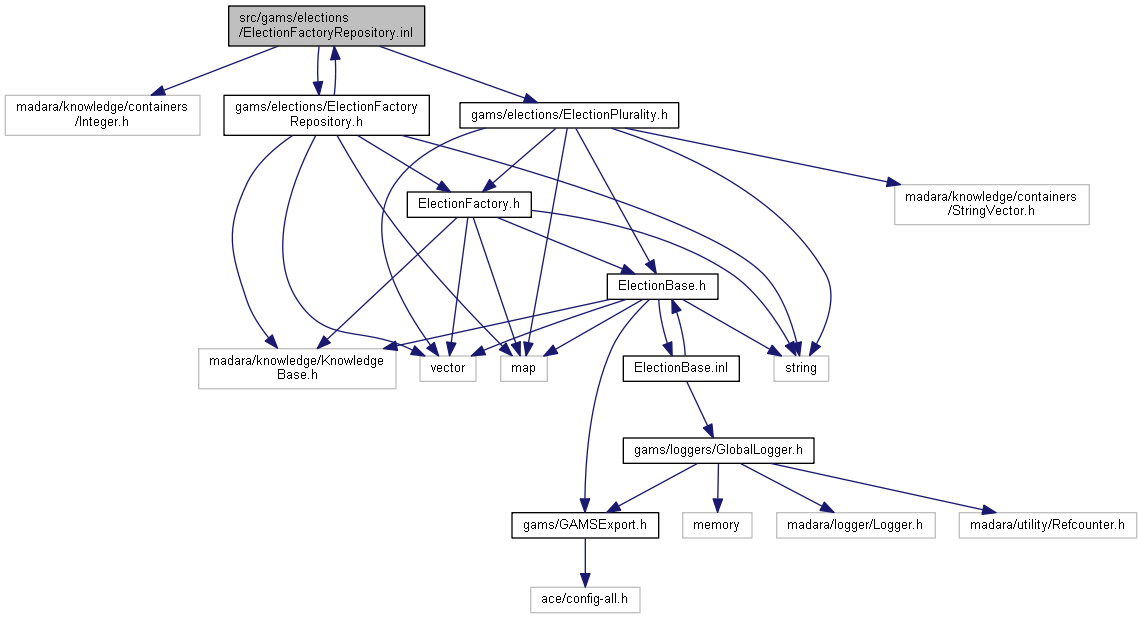 src/gams/elections
/ElectionFactoryRepository.inl
madara/knowledge/containers
/Integer.h
gams/elections/ElectionFactory
Repository.h
gams/elections/ElectionPlurality.h
ElectionFactory.h
madara/knowledge/containers
/StringVector.h
ElectionBase.h
madara/knowledge/Knowledge
Base.h
vector
map
ElectionBase.inl
string
gams/loggers/GlobalLogger.h
gams/GAMSExport.h
memory
madara/logger/Logger.h
madara/utility/Refcounter.h
ace/config-all.h